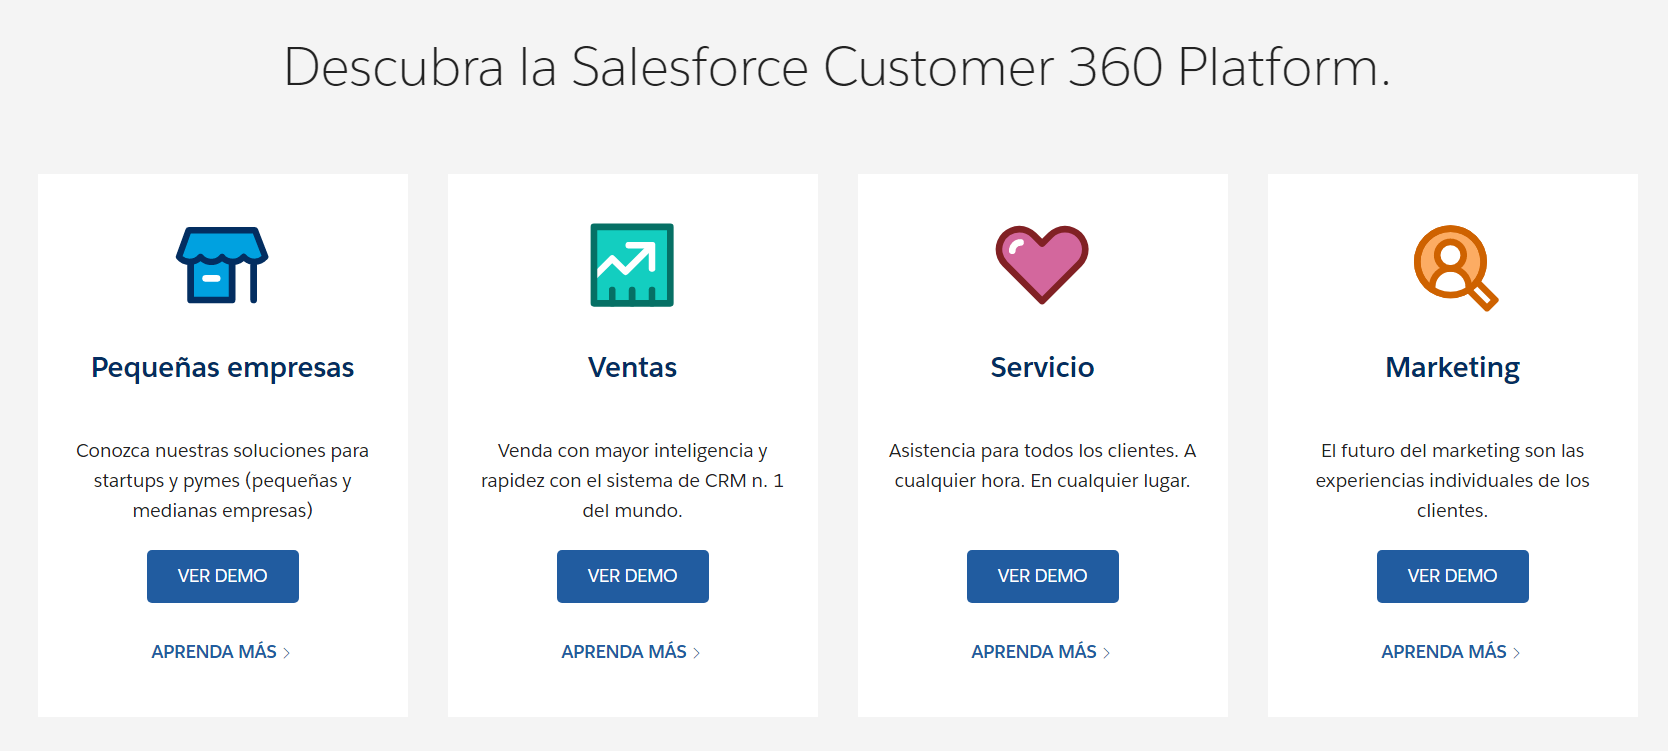 Descubra la Salesforce Customer 360 Platform.
Pequeñas empresas
Conozca nuestras soluciones para
startups y pymes (pequeñas y
medianas empresas)
VER DEMO
APRENDA MÁS
Ventas
Venda con mayor inteligencia y
rapidez con el sistema de CRM n. 1
del mundo.
VER DEMO
APRENDA MÁS
Servicio
Asistencia para todos los clientes. A
cualquier hora. En cualquier lugar.
VER DEMO
APRENDA MÁS
Marketing
El futuro del marketing son las
experiencias individuales de los
clientes.
VER DEMO
APRENDA MÁS